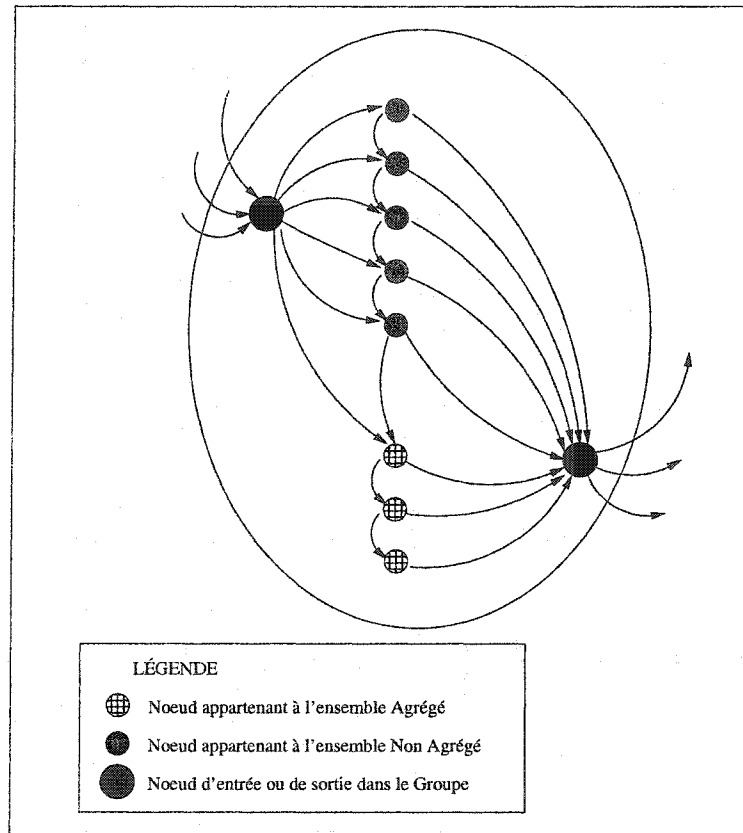 LÉGENDE
Noeud appartenant à l'ensemble Agrégé
Noeud appartenant à l'ensemble Non Agrégé
Noeud d'entrée ou de sortie dans le Groupe